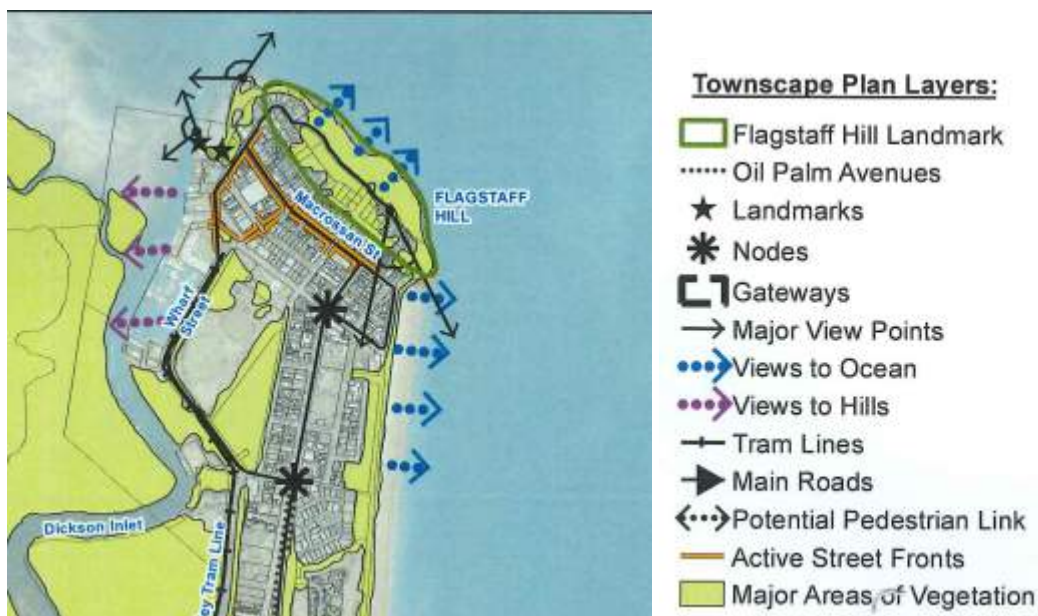 FLAGSTAFF
HILL
Macrossan St
Wharf
Street
Dickson Inlet
ey Tram Line
Townscape Plan Layers:
Flagstaff Hill Landmark
Oil Palm Avenues
Landmarks
Nodes
Gateways
Major View Points
Views to Ocean
Views to Hills
Tram Lines
Main Roads
Potential Pedestrian Link
Active Street Fronts
Major Areas of Vegetation